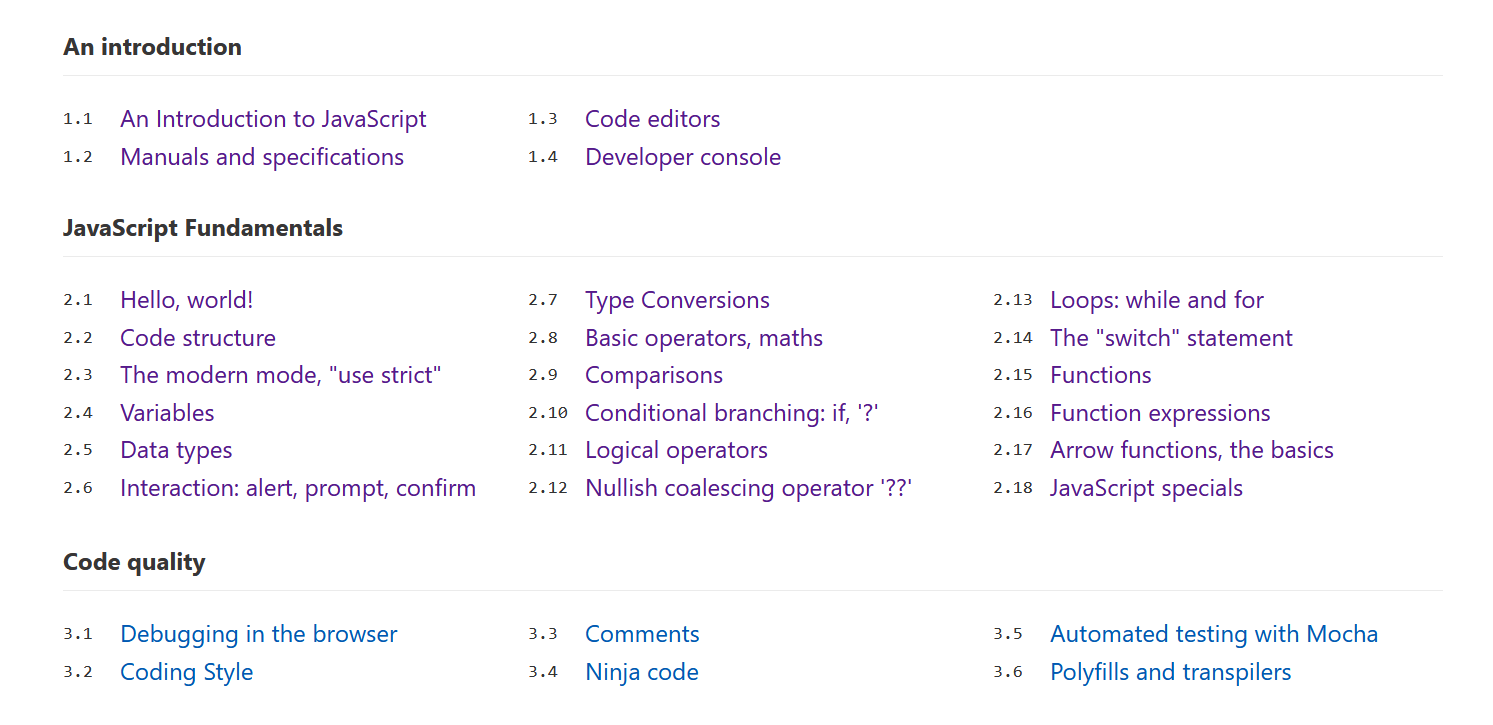 An introduction
1.1 An Introduction to JavaScript
1.2 Manuals and specifications
1.3 Code editors
1.4 Developer console
JavaScript Fundamentals
2.1 Hello, world!
2.2 Code structure
2.3 The modern mode, "use strict"
2.4 Variables
2.5 Data types
2.6 Interaction: alert, prompt, confirm
2.7 Type Conversions
2.8 Basic operators, maths
2.9 Comparisons
2.10 Conditional branching: if, '?'
2.11 Logical operators
2.12 Nullish coalescing operator '??'
2.13 Loops: while and for
2.14 The "switch" statement
2.15 Functions
2.16 Function expressions
2.17 Arrow functions, the basics
2.18 JavaScript specials
Code quality
3.1 Debugging in the browser
3.2 Coding Style
3.3 Comments
3.4 Ninja code
3.5 Automated testing with Mocha
3.6 Polyfills and transpilers